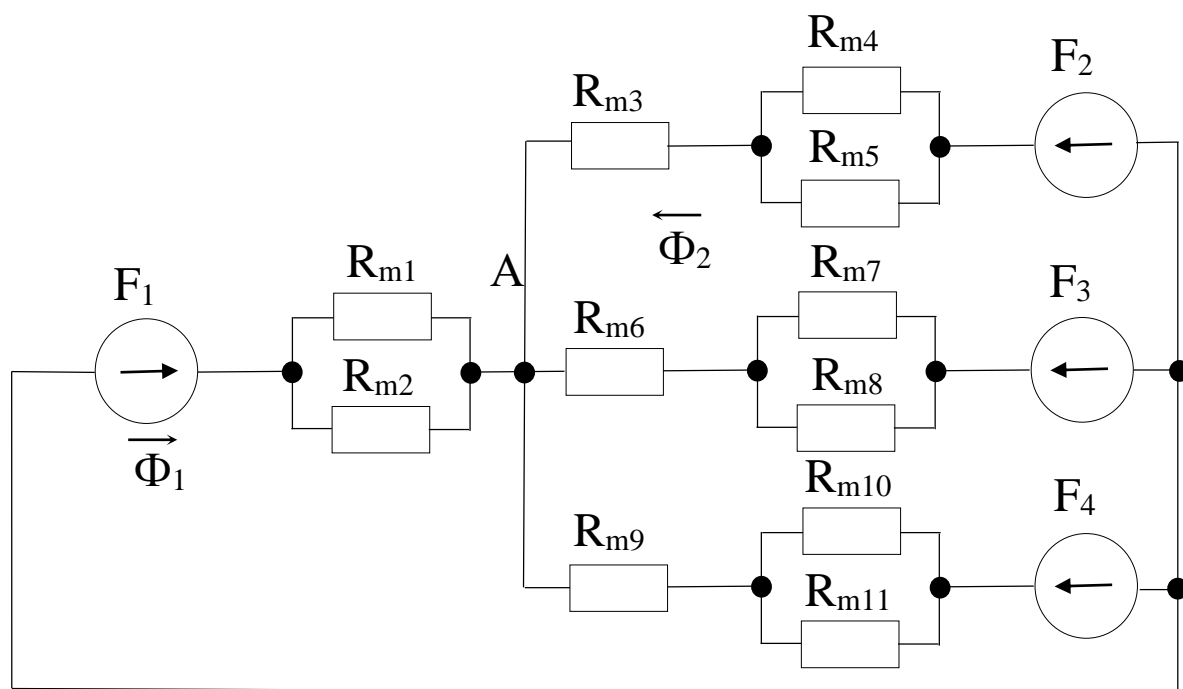 Rm4
F2
Rm3
Rm5
Φ2
A
Rm1
F1
Rm2
Φ1
Rm7
F3
Rm6
Rm8
Rm10
F4
Rm9
Rm11